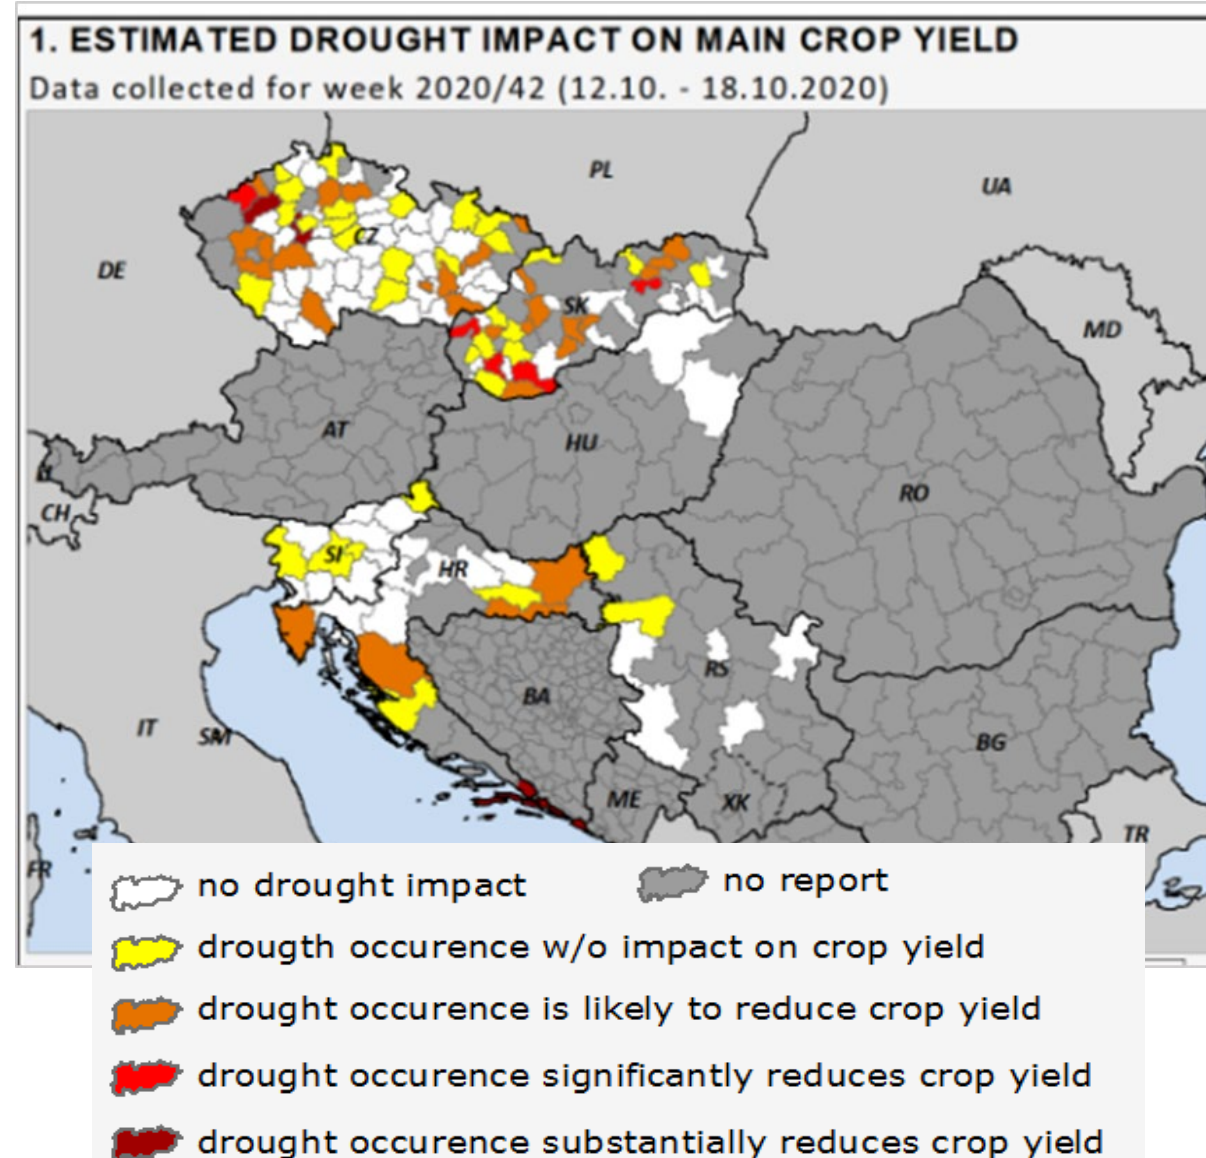 1. ESTIMATED DROUGHT IMPACT ON MAIN CROP YIELD
Data collected for week 2020/42 (12.10. - 18.10.2020)
PL
UA
CZ
DE
SK
MD
AT
HU
CH
RO
SI
HR
RS
BA
IT
SM
BG
ME
XK
TR
FR
no drought impact
no report
drougth occurence w/o impact on crop yield
drought occurence is likely to reduce crop yield
drought occurence significantly reduces crop yield
drought occurence substantially reduces crop yield